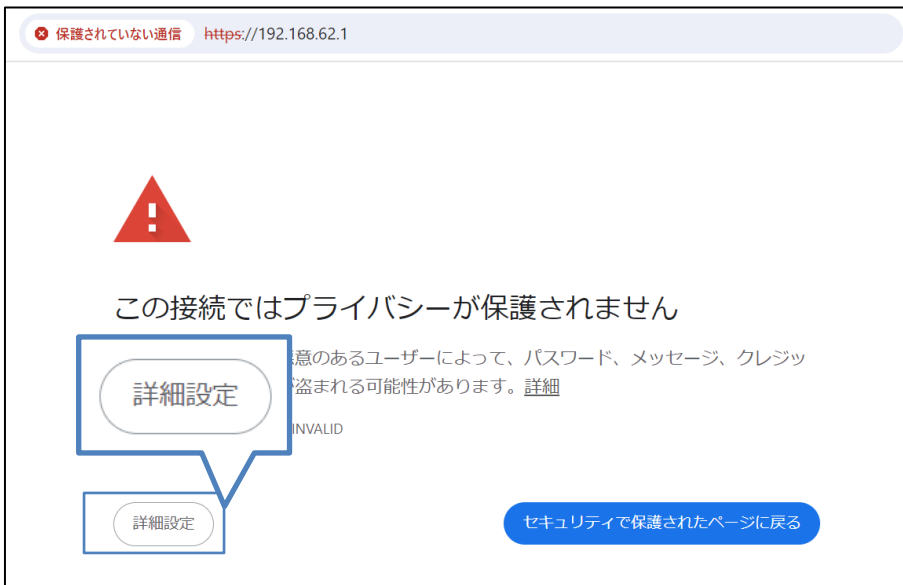 保護されていない通信 https://192.168.62.1
この接続ではプライバシーが保護されません
意のあるユーザーによって、パスワード、メッセージ、クレジッ
盗まれる可能性があります。詳細
詳細設定
INVALID
詳細設定
セキュリティで保護されたページに戻る